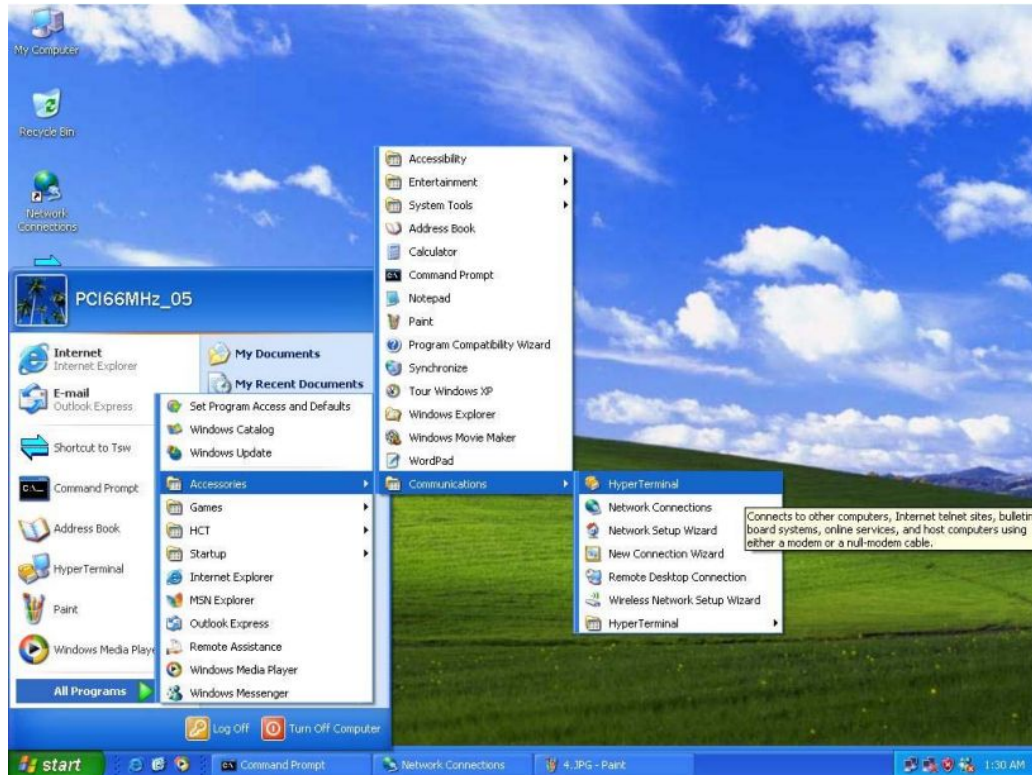 My Computer
Recycle Bin
Network
Connections
PCI66MHz_05
Internet
Internet Explorer
E-mail
Outlook Express
Shortcut to Tsw
Command Prompt
Address Book
HyperTerminal
Paint
Windows Media Playe
All Programs
My Documents
My Recent Documents
Set Program Access and Defaults
Windows Catalog
Windows Update
Accessories
Games
HCT
Startup
Internet Explorer
MSN Explorer
Outlook Express
Remote Assistance
Windows Media Player
Windows Messenger
Accessibility
Entertainment
System Tools
Address Book
Calculator
Command Prompt
Notepad
Paint
Program Compatibility Wizard
Synchronize
Tour Windows XP
Windows Explorer
Windows Movie Maker
WordPad
Communications
HyperTerminal
Network Connections
Network Setup Wizard
New Connection Wizard
Remote Desktop Connection
Wireless Network Setup Wizard
HyperTerminal
Connects to other computers, Internet telnet sites, bulletin
board systems, online services, and host computers using
either a modem or a null-modem cable.
Log Off
Turn Off Computer
start
Command Prompt
Network Connections
4.JPG - Paint
1:30 AM